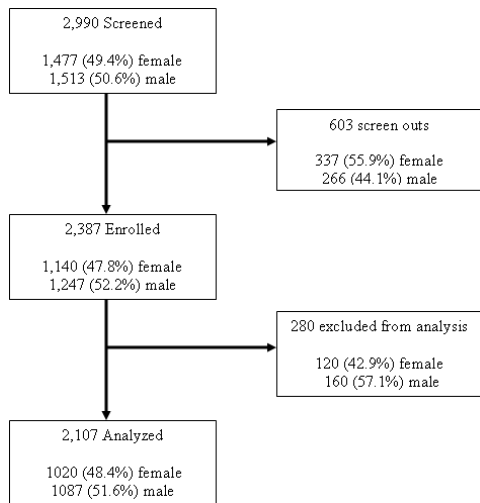 2,990 Screened
1,477 (49.4%) female
1,513 (50.6%) male
603 screen outs
337 (55.9%) female
266 (44.1%) male
2,387 Enrolled
1,140 (47.8%) female
1,247 (52.2%) male
280 excluded from analysis
120 (42.9%) female
160 (57.1%) male
2,107 Analyzed
1020 (48.4%) female
1087 (51.6%) male